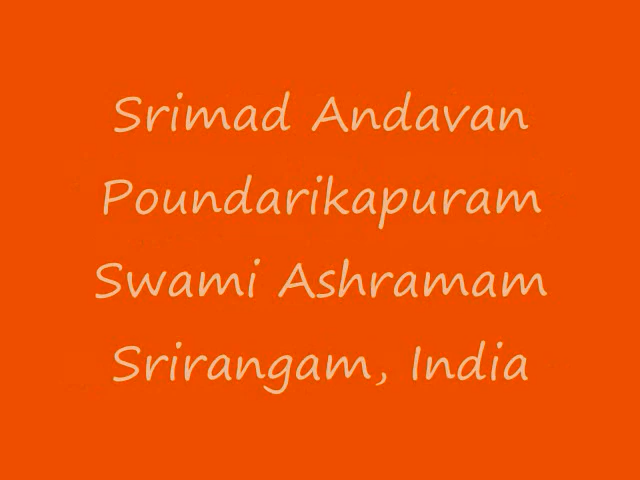 Srimad Andavan
Poundarikapuram
Swami Ashramam
Srirangam, India